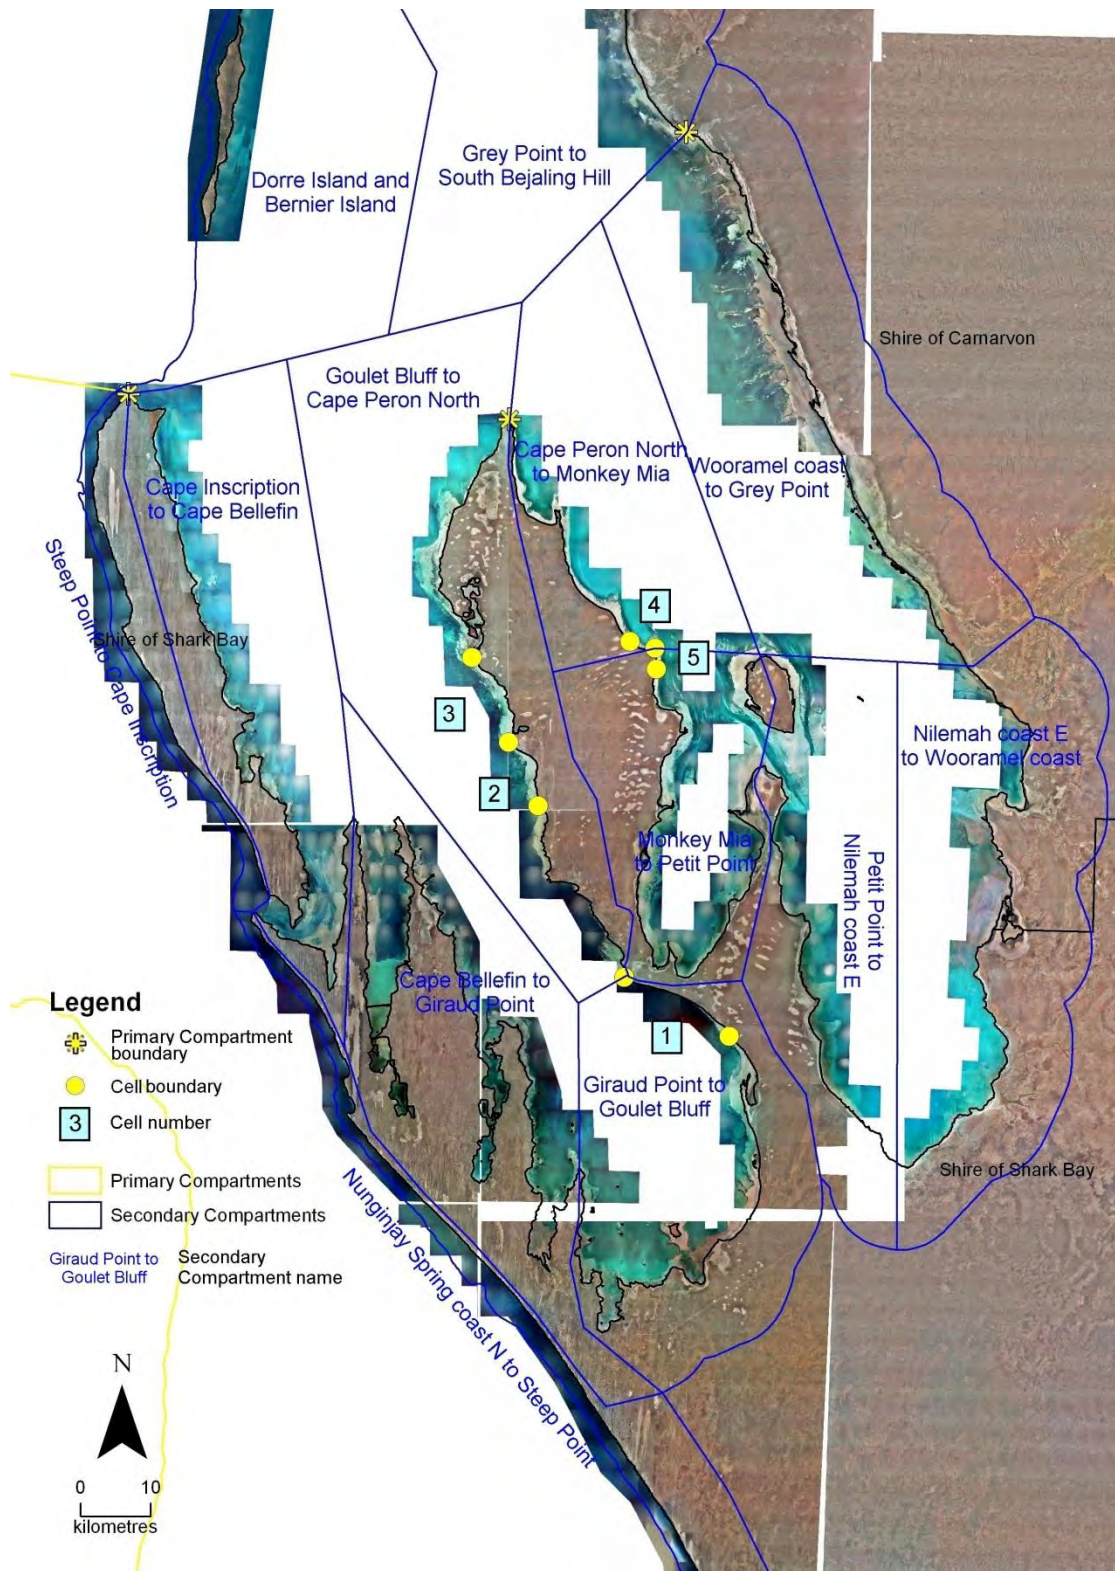 Grey Point to
South Bejaling Hill
Dorre Island and
Bernier Island
Shire of Carnarvon
Goulet Bluff to
Cape Peron North
Cape Peron North
to Monkey Mia
Wooramel coast
to Grey Point
Cape Inscription
to Cape Bellefin
Steep Point to Cape Inscription
Shire of Shark Bay
4
5
3
2
Nilemah coast E
to Wooramel coast
Monkey Mia
to Petit Point
Petit Point to
Nilemah coast E
Cape Bellefin to
Giraud Point
1
Giraud Point to
Goulet Bluff
Shire of Shark Bay
Nunginjay Spring coast N to Steep Point
Legend
Primary Compartment
boundary
Cell boundary
3
Cell number
Primary Compartments
Secondary Compartments
Giraud Point to
Goulet Bluff
Secondary
Compartment name
N
0 10
kilometres